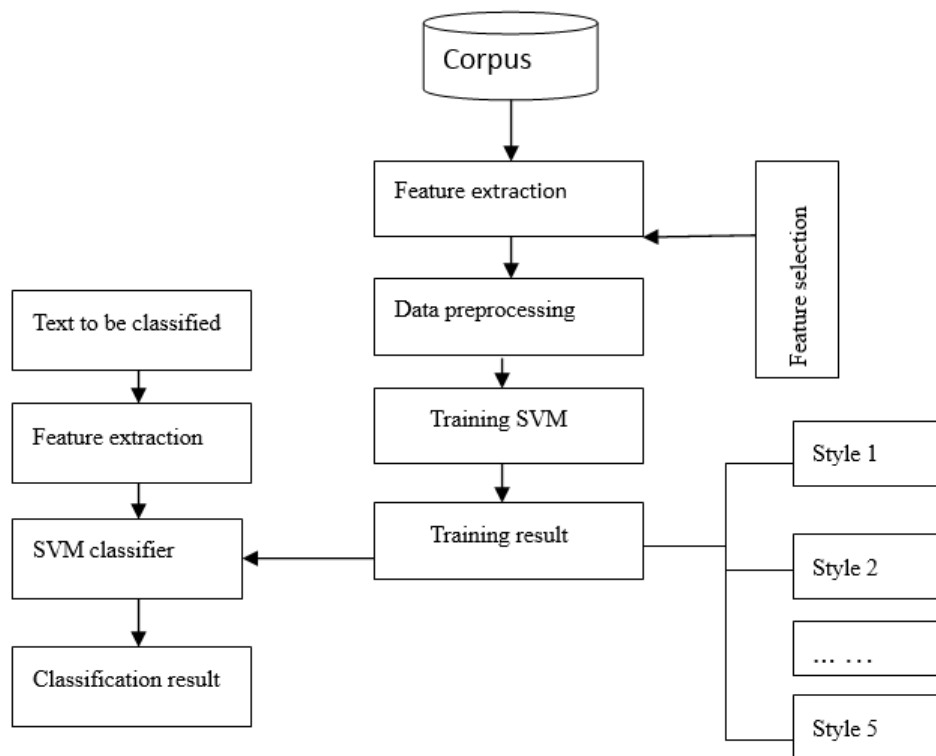 Corpus
Feature extraction
Feature selection
Data preprocessing
Text to be classified
Training SVM
Feature extraction
Style 1
Training result
SVM classifier
Style 2
... ...
Classification result
Style 5